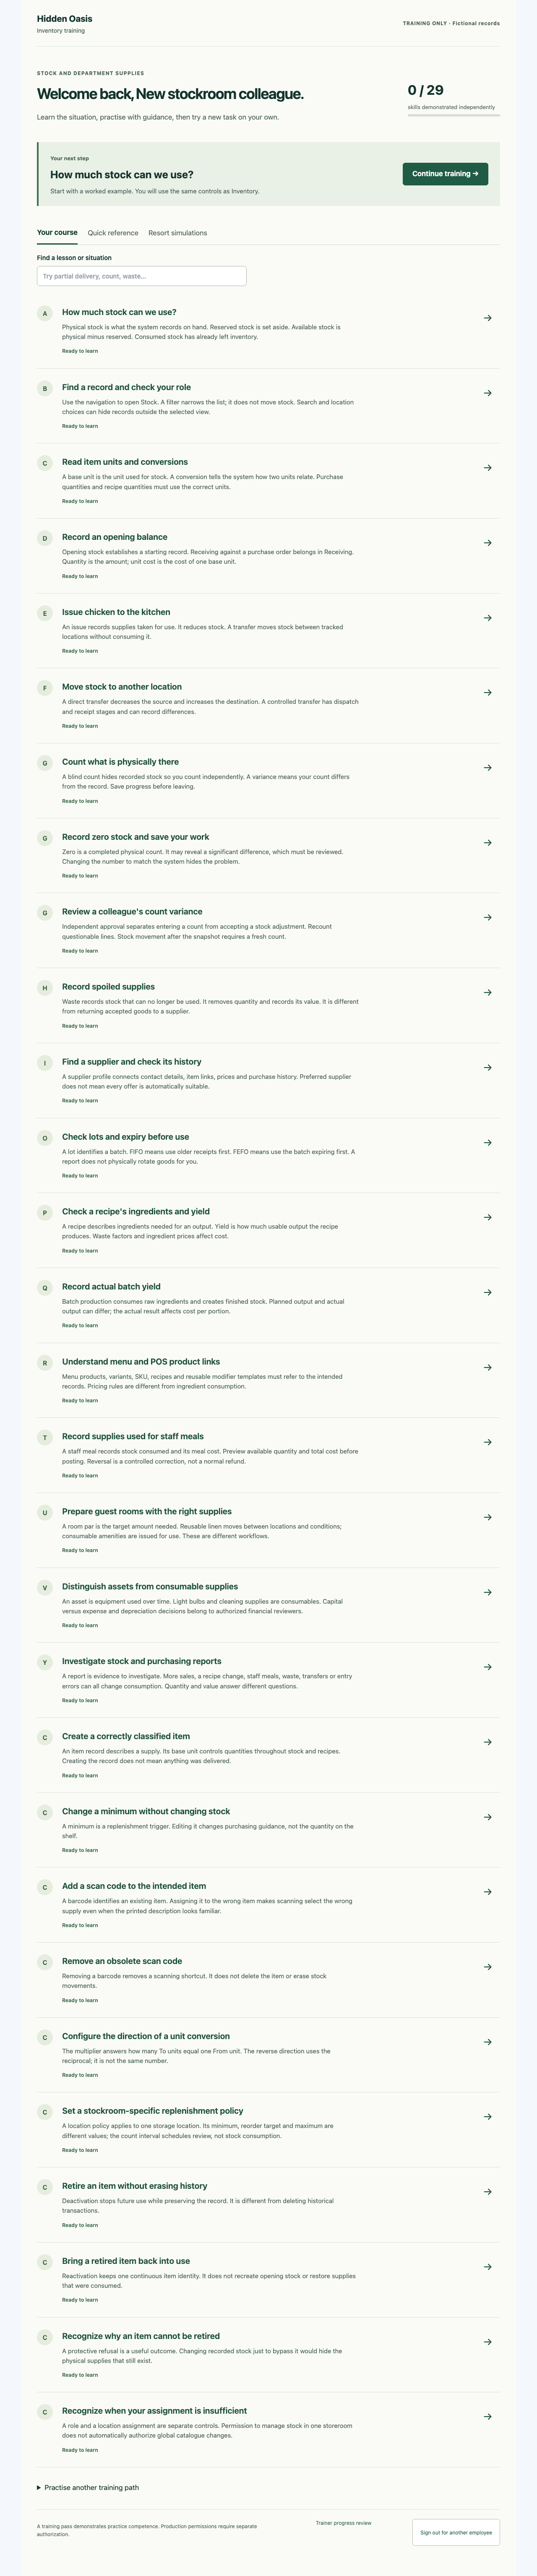 Hidden Oasis
Inventory training
TRAINING ONLY · Fictional records
STOCK AND DEPARTMENT SUPPLIES
Welcome back, New stockroom colleague.
Learn the situation, practise with guidance, then try a new task on your own.
0 / 29
skills demonstrated independently
Your next step
How much stock can we use?
Start with a worked example. You will use the same controls as Inventory.
Continue training →
Your course
Quick reference
Resort simulations
Find a lesson or situation
Try partial delivery, count, waste...
A
How much stock can we use?
Physical stock is what the system records on hand. Reserved stock is set aside. Available stock is
physical minus reserved. Consumed stock has already left inventory.
Ready to learn
→
B
Find a record and check your role
Use the navigation to open Stock. A filter narrows the list; it does not move stock. Search and location
choices can hide records outside the selected view.
Ready to learn
→
C
Read item units and conversions
A base unit is the unit used for stock. A conversion tells the system how two units relate. Purchase
quantities and recipe quantities must use the correct units.
Ready to learn
→
D
Record an opening balance
Opening stock establishes a starting record. Receiving against a purchase order belongs in Receiving.
Quantity is the amount; unit cost is the cost of one base unit.
Ready to learn
→
E
Issue chicken to the kitchen
An issue records supplies taken for use. It reduces stock. A transfer moves stock between tracked
locations without consuming it.
Ready to learn
→
F
Move stock to another location
A direct transfer decreases the source and increases the destination. A controlled transfer has dispatch
and receipt stages and can record differences.
Ready to learn
→
G
Count what is physically there
A blind count hides recorded stock so you count independently. A variance means your count differs
from the record. Save progress before leaving.
Ready to learn
→
G
Record zero stock and save your work
Zero is a completed physical count. It may reveal a significant difference, which must be reviewed.
Changing the number to match the system hides the problem.
Ready to learn
→
G
Review a colleague's count variance
Independent approval separates entering a count from accepting a stock adjustment. Recount
questionable lines. Stock movement after the snapshot requires a fresh count.
Ready to learn
→
H
Record spoiled supplies
Waste records stock that can no longer be used. It removes quantity and records its value. It is different
from returning accepted goods to a supplier.
Ready to learn
→
I
Find a supplier and check its history
A supplier profile connects contact details, item links, prices and purchase history. Preferred supplier
does not mean every offer is automatically suitable.
Ready to learn
→
O
Check lots and expiry before use
A lot identifies a batch. FIFO means use older receipts first. FEFO means use the batch expiring first. A
report does not physically rotate goods for you.
Ready to learn
→
P
Check a recipe's ingredients and yield
A recipe describes ingredients needed for an output. Yield is how much usable output the recipe
produces. Waste factors and ingredient prices affect cost.
Ready to learn
→
Q
Record actual batch yield
Batch production consumes raw ingredients and creates finished stock. Planned output and actual
output can differ; the actual result affects cost per portion.
Ready to learn
→
R
Understand menu and POS product links
Menu products, variants, SKU, recipes and reusable modifier templates must refer to the intended
records. Pricing rules are different from ingredient consumption.
Ready to learn
→
T
Record supplies used for staff meals
A staff meal records stock consumed and its meal cost. Preview available quantity and total cost before
posting. Reversal is a controlled correction, not a normal refund.
Ready to learn
→
U
Prepare guest rooms with the right supplies
A room par is the target amount needed. Reusable linen moves between locations and conditions;
consumable amenities are issued for use. These are different workflows.
Ready to learn
→
V
Distinguish assets from consumable supplies
An asset is equipment used over time. Light bulbs and cleaning supplies are consumables. Capital
versus expense and depreciation decisions belong to authorized financial reviewers.
Ready to learn
→
Y
Investigate stock and purchasing reports
A report is evidence to investigate. More sales, a recipe change, staff meals, waste, transfers or entry
errors can all change consumption. Quantity and value answer different questions.
Ready to learn
→
C
Create a correctly classified item
An item record describes a supply. Its base unit controls quantities throughout stock and recipes.
Creating the record does not mean anything was delivered.
Ready to learn
→
C
Change a minimum without changing stock
A minimum is a replenishment trigger. Editing it changes purchasing guidance, not the quantity on the
shelf.
Ready to learn
→
C
Add a scan code to the intended item
A barcode identifies an existing item. Assigning it to the wrong item makes scanning select the wrong
supply even when the printed description looks familiar.
Ready to learn
→
C
Remove an obsolete scan code
Removing a barcode removes a scanning shortcut. It does not delete the item or erase stock
movements.
Ready to learn
→
C
Configure the direction of a unit conversion
The multiplier answers how many To units equal one From unit. The reverse direction uses the
reciprocal; it is not the same number.
Ready to learn
→
C
Set a stockroom-specific replenishment policy
A location policy applies to one storage location. Its minimum, reorder target and maximum are
different values; the count interval schedules review, not stock consumption.
Ready to learn
→
C
Retire an item without erasing history
Deactivation stops future use while preserving the record. It is different from deleting historical
transactions.
Ready to learn
→
C
Bring a retired item back into use
Reactivation keeps one continuous item identity. It does not recreate opening stock or restore supplies
that were consumed.
Ready to learn
→
C
Recognize why an item cannot be retired
A protective refusal is a useful outcome. Changing recorded stock just to bypass it would hide the
physical supplies that still exist.
Ready to learn
→
C
Recognize when your assignment is insufficient
A role and a location assignment are separate controls. Permission to manage stock in one storeroom
does not automatically authorize global catalogue changes.
Ready to learn
→
▶ Practise another training path
A training pass demonstrates practice competence. Production permissions require separate
authorization.
Trainer progress review
Sign out for another employee